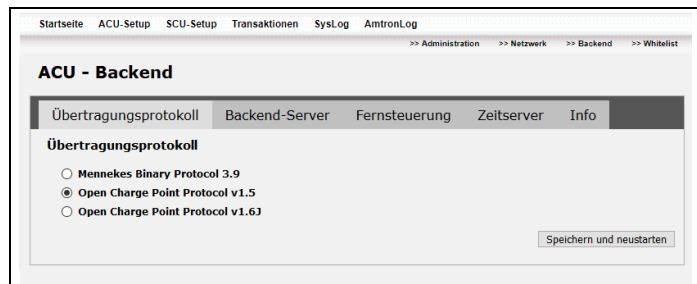 Startseite ACU-Setup SCU-Setup Transaktionen SysLog AmtronLog
>> Administration >> Netzwerk >> Backend >> Whitelist
ACU - Backend
Übertragungsprotokoll Backend-Server Fernsteuerung Zeitserver Info
Übertragungsprotokoll
Mennekes Binary Protocol 3.9
Open Charge Point Protocol v1.5
Open Charge Point Protocol v1.6J
Speichern und neustarten